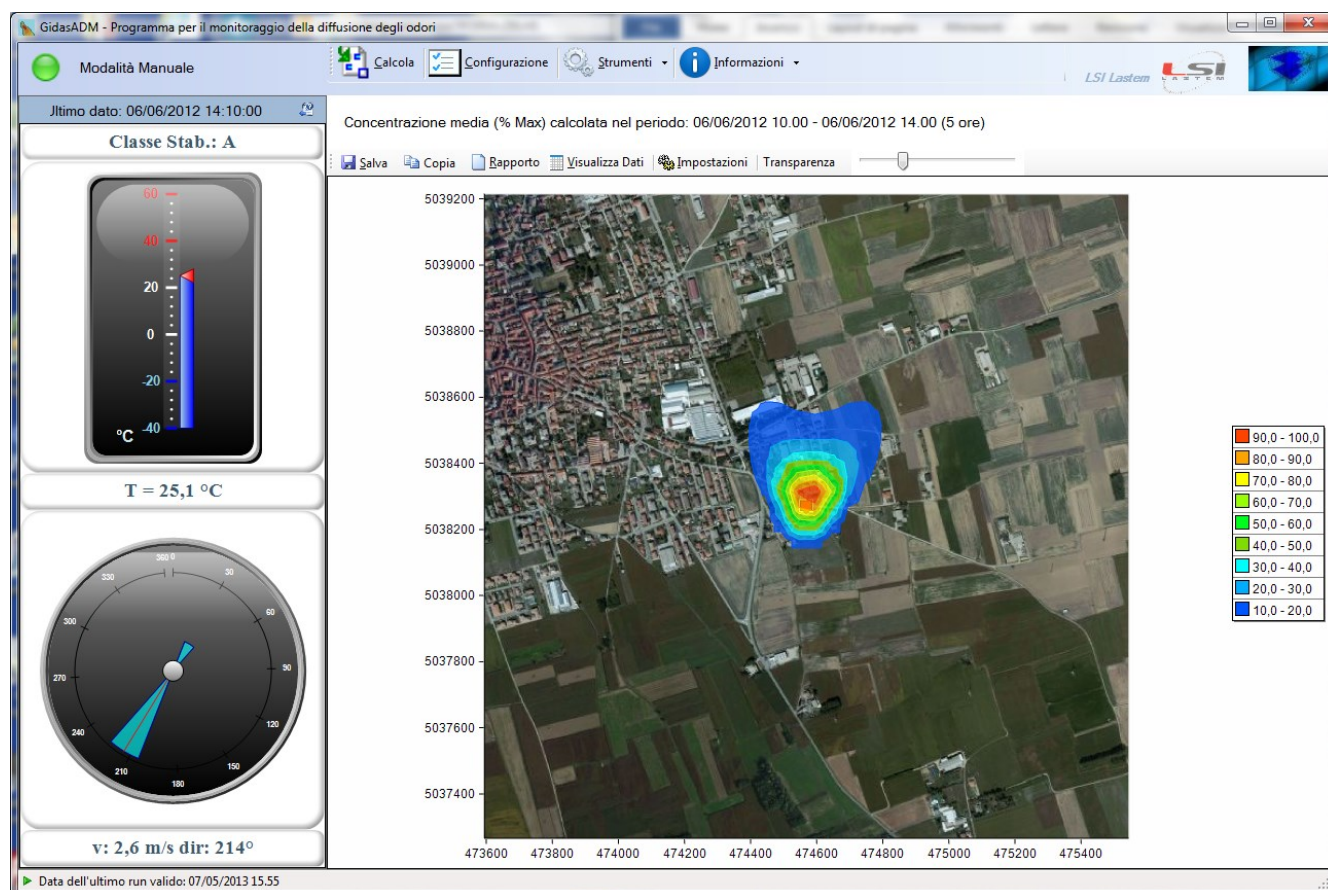 GidasADM - Programma per il monitoraggio della diffusione degli odori
Modalità Manuale
Calcola Configurazione Strumenti Informazioni
LSI Lastem
LSI
LASTEM
Jltimo dato: 06/06/2012 14:10:00
Classe Stab.: A
60
40
20
0
-20
-40
°C
T = 25,1 °C
360 0
30
60
90
120
150
180
210
240
270
300
330
v: 2,6 m/s dir: 214°
Concentrazione media (% Max) calcolata nel periodo: 06/06/2012 10.00 - 06/06/2012 14.00 (5 ore)
Salva Copia Rapporto Visualizza Dati Impostazioni Transparenza
5039200
5039000
5038800
5038600
5038400
5038200
5038000
5037800
5037600
5037400
473600 473800 474000 474200 474400 474600 474800 475000 475200 475400
90,0 - 100,0
80,0 - 90,0
70,0 - 80,0
60,0 - 70,0
50,0 - 60,0
40,0 - 50,0
30,0 - 40,0
20,0 - 30,0
10,0 - 20,0
Data dell'ultimo run valido: 07/05/2013 15.55